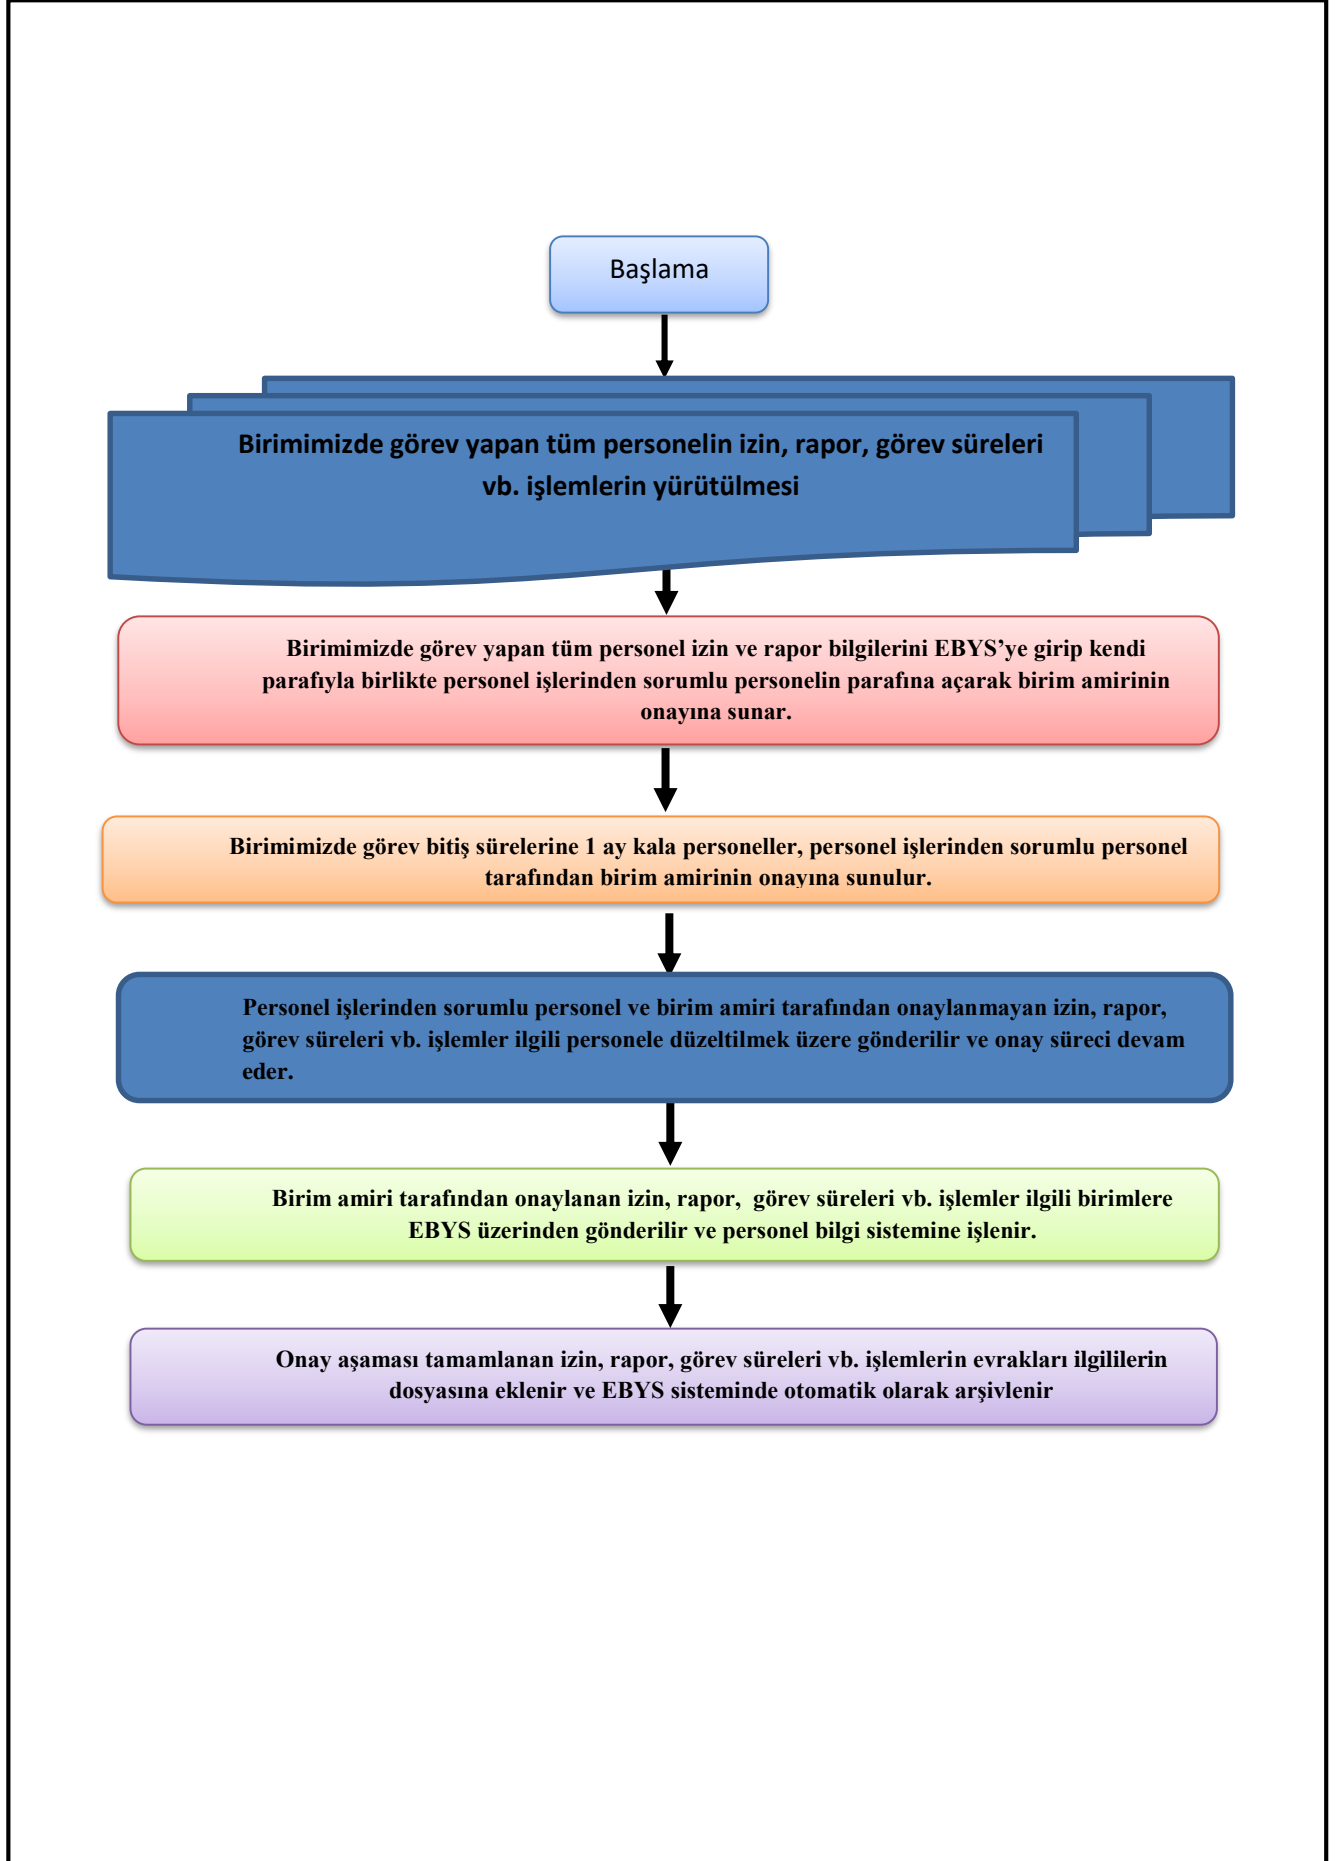 Başlama
Birimimizde görev yapan tüm personelin izin, rapor, görev süreleri
vb. işlemlerin yürütülmesi
Birimimizde görev yapan tüm personel izin ve rapor bilgilerini EBYS’ye girip kendi
parafıyla birlikte personel işlerinden sorumlu personelin parafına açarak birim amirinin
onayına sunar.
Birimimizde görev bitiş sürelerine 1 ay kala personeller, personel işlerinden sorumlu personel
tarafından birim amirinin onayına sunulur.
Personel işlerinden sorumlu personel ve birim amiri tarafından onaylanmayan izin, rapor,
görev süreleri vb. işlemler ilgili personele düzeltilmek üzere gönderilir ve onay süreci devam
eder.
Birim amiri tarafından onaylanan izin, rapor,  görev süreleri vb. işlemler ilgili birimlere
EBYS üzerinden gönderilir ve personel bilgi sistemine işlenir.
Onay aşaması tamamlanan izin, rapor, görev süreleri vb. işlemlerin evrakları ilgililerin
dosyasına eklenir ve EBYS sisteminde otomatik olarak arşivlenir